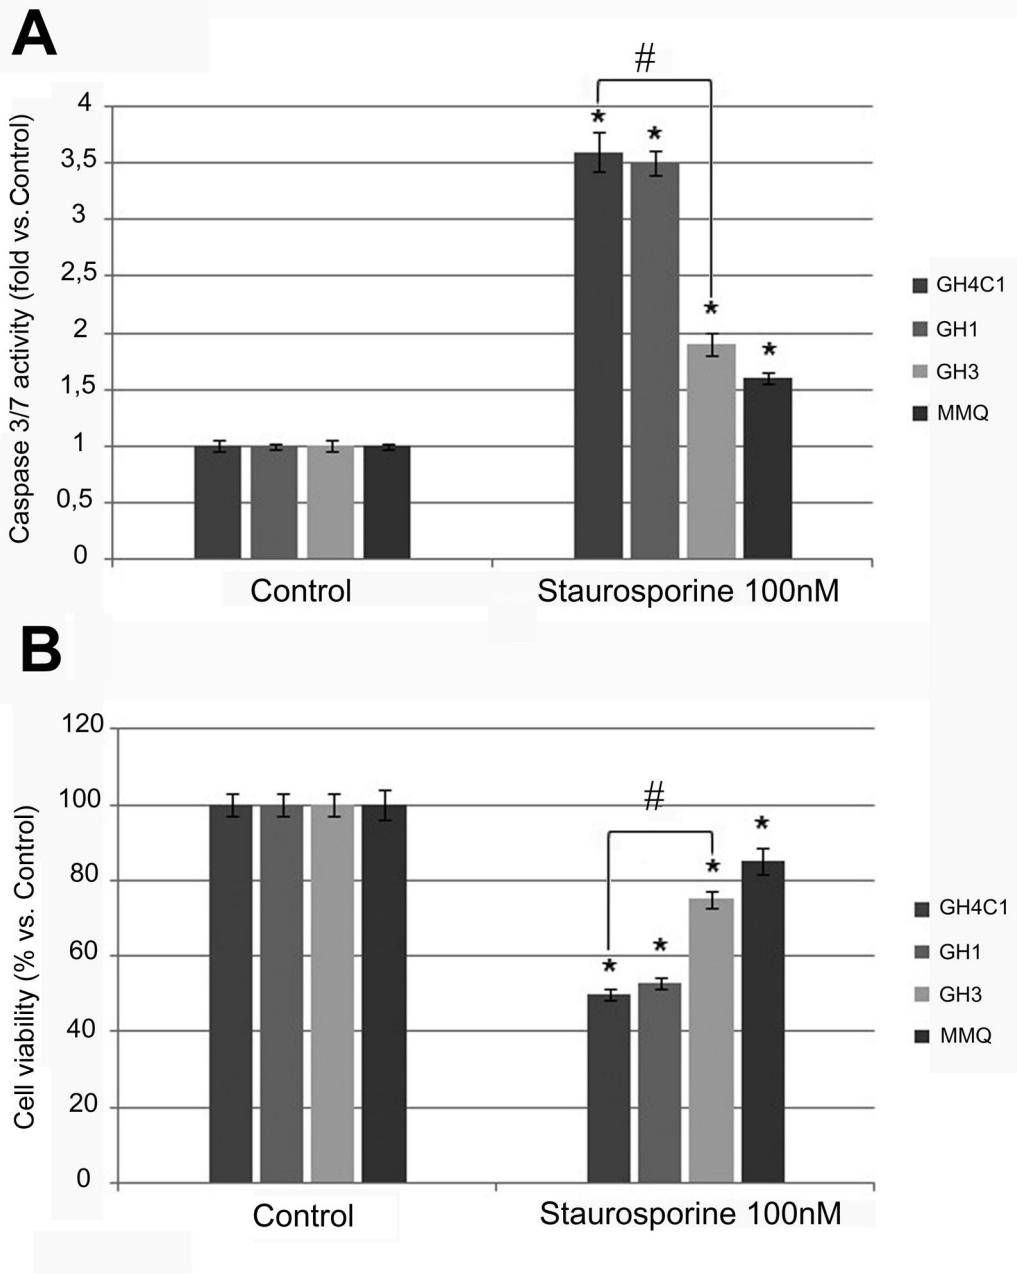 A
Caspase 3/7 activity (fold vs. Control)
4
3,5
3
2,5
2
1,5
1
0,5
0
#
*
*
*
*
Control
Staurosporine 100nM
GH4C1
GH1
GH3
MMQ
B
Cell viability (% vs. Control)
120
100
80
60
40
20
0
#
*
*
*
*
Control
Staurosporine 100nM
GH4C1
GH1
GH3
MMQ